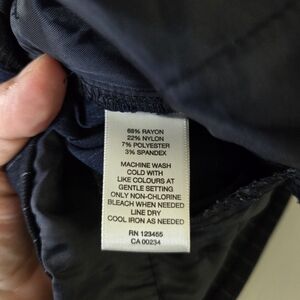 68% RAYON
22% NYLON
7% POLYESTER
3% SPANDEX
MACHINE WASH
COLD WITH
LIKE COLOURS AT
GENTLE SETTING
ONLY NON-CHLORINE
BLEACH WHEN NEEDED
LINE DRY
COOL IRON AS NEEDED
RN 123455
CA 00234